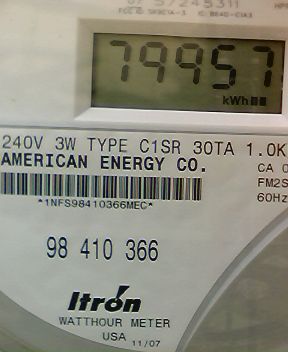 79957
kWh
240V 3W TYPE C1SR 30TA 1.0K
AMERICAN ENERGY CO.
CA
*1NFS98410366MEC*
FM2S
60Hz
98 410 366
Itron
WATTHOUR METER
USA 11/07